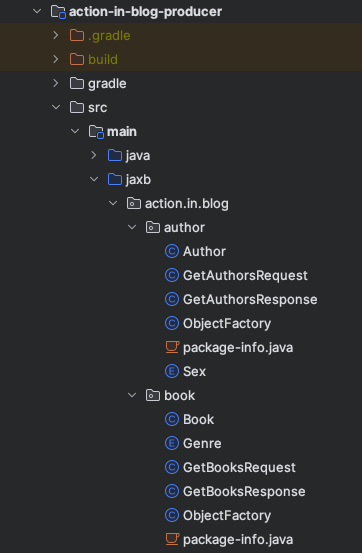 action-in-blog-producer
.gradle
build
gradle
src
main
java
jaxb
action.in.blog
author
Author
GetAuthorsRequest
GetAuthorsResponse
ObjectFactory
package-info.java
Sex
book
Book
Genre
GetBooksRequest
GetBooksResponse
ObjectFactory
package-info.java